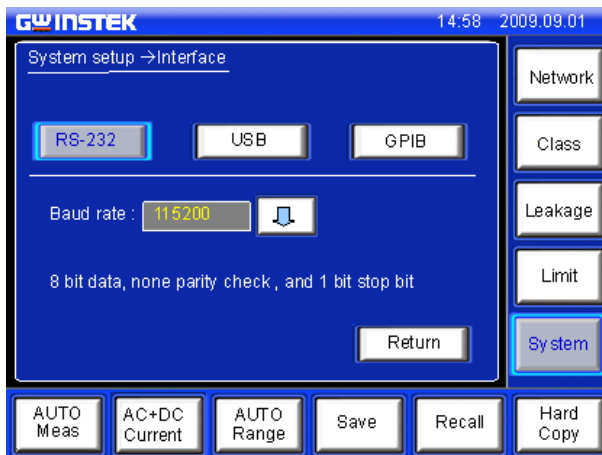 GWINSTEK 14:58 2009.09.01
System setup →Interface
RS-232 USB GPIB
Baud rate : 115200
8 bit data, none parity check , and 1 bit stop bit
Return
Network
Class
Leakage
Limit
System
AUTO Meas
AC+DC Current
AUTO Range
Save
Recall
Hard Copy